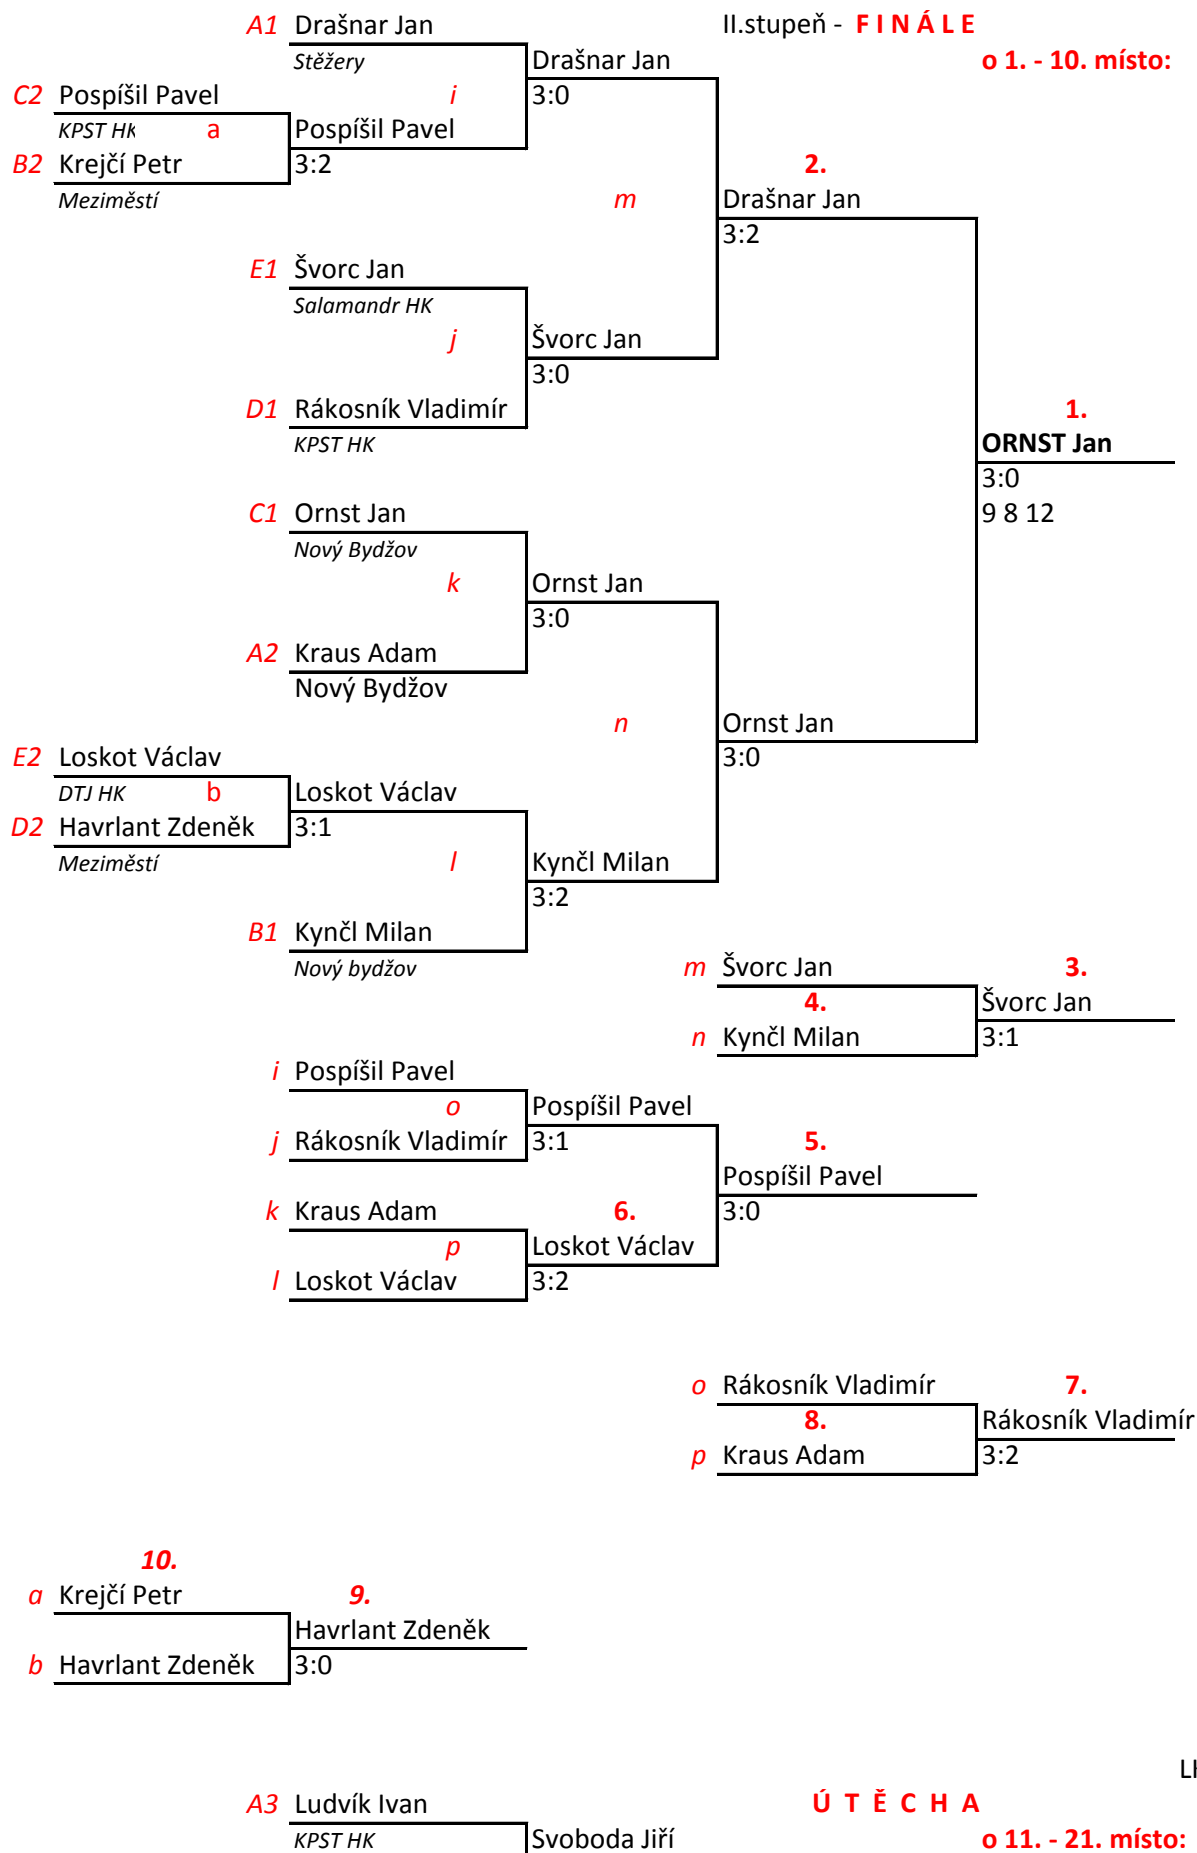 A1 Drašnar Jan II.stupeň - F I N Á L E
Stěžery Drašnar Jan o 1. - 10. místo:
C2 Pospíšil Pavel i 3:0
KPST HK a Pospíšil Pavel
B2 Krejčí Petr 3:2 2.
Meziměstí m Drašnar Jan
3:2
E1 Švorc Jan
Salamandr HK
j Švorc Jan
3:0
D1 Rákosník Vladimír 1.
KPST HK ORNST Jan
3:0
C1 Ornst Jan 9 8 12
Nový Bydžov
k Ornst Jan
3:0
A2 Kraus Adam
Nový Bydžov
n Ornst Jan
E2 Loskot Václav 3:0
DTJ HK b Loskot Václav
D2 Havrlant Zdeněk 3:1
Meziměstí l Kynčl Milan
3:2
B1 Kynčl Milan
Nový bydžov m Švorc Jan 3.
4. Švorc Jan
n Kynčl Milan 3:1
i Pospíšil Pavel
o Pospíšil Pavel
j Rákosník Vladimír 3:1 5.
Pospíšil Pavel
k Kraus Adam 6. 3:0
p Loskot Václav
l Loskot Václav 3:2
o Rákosník Vladimír 7.
8. Rákosník Vladimír
p Kraus Adam 3:2
10.
a Krejčí Petr 9.
Havrlant Zdeněk
b Havrlant Zdeněk 3:0
A3 Ludvík Ivan Ú T Ě C H A
KPST HK Svoboda Jiří o 11. - 21. místo: